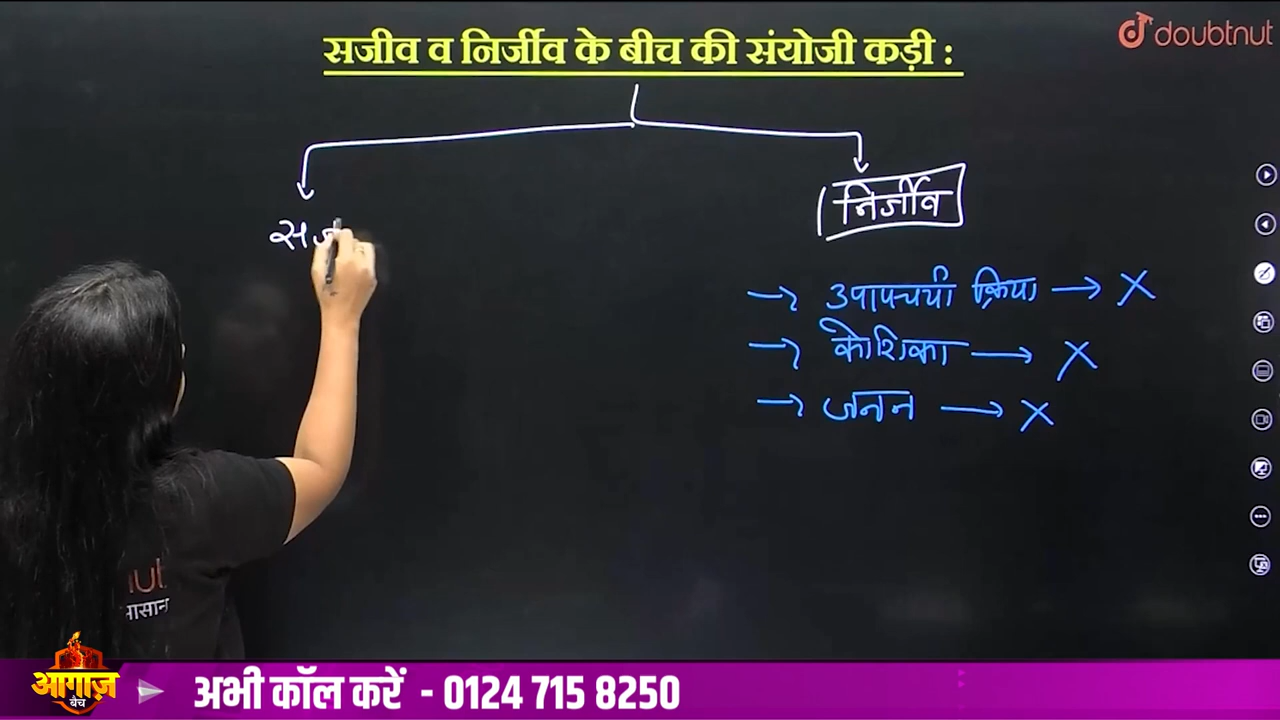 सजीव व निर्जीव के बीच की संयोजी कड़ी :
doubtnut
निर्जीव
→ उपापचयी क्रिया → X
→ कोशिका → X
→ जनन → X
आगाज़
बैच
अभी कॉल करें - 0124 715 8250